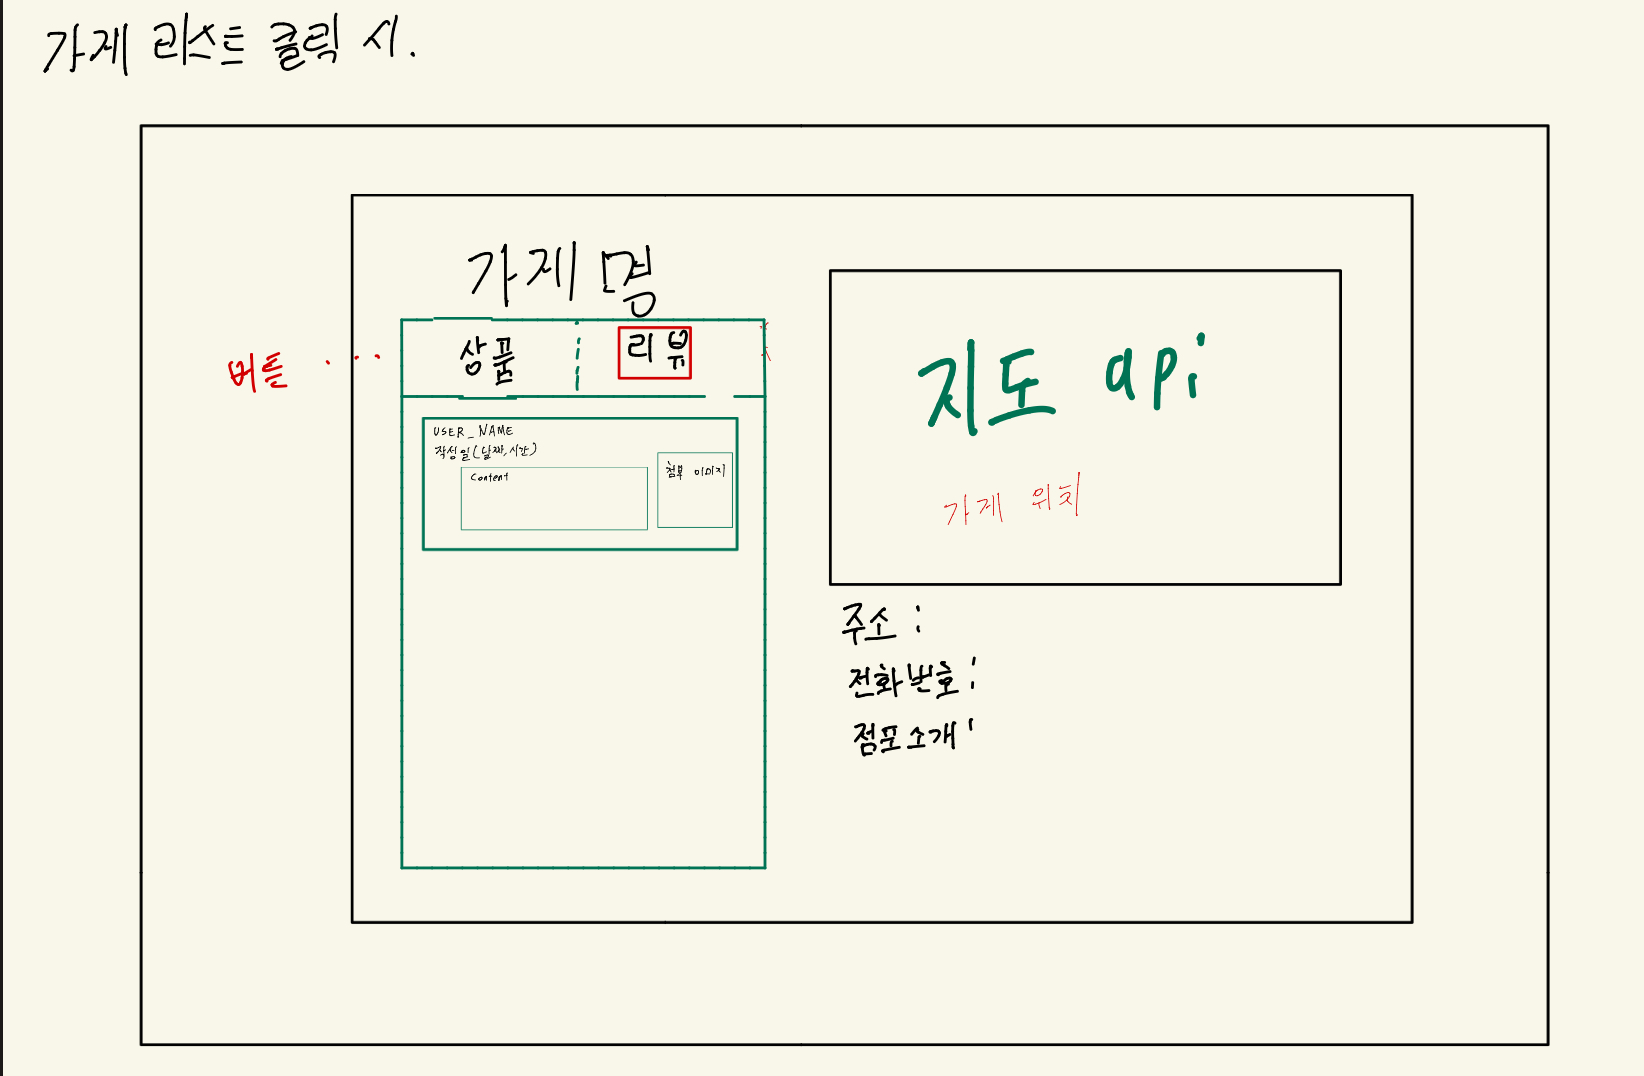 가게 리스트 클릭 시.
가게 명
버튼 ...
상품
리뷰
USER_NAME
작성일(날짜,시간)
Content
첨부 이미지
지도 api
가게 위치
주소 :
전화번호 :
점포소개 :